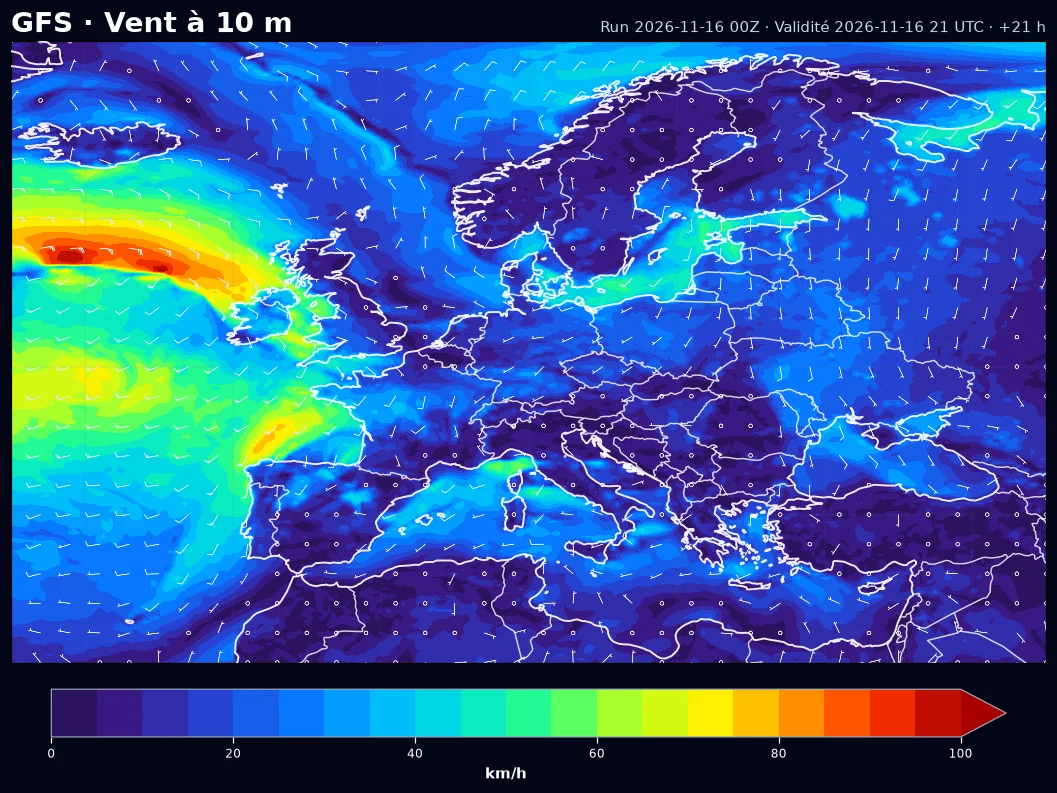 GFS · Vent à 10 m
Run 2026-11-16 00Z · Validité 2026-11-16 21 UTC · +21 h
0 20 40 60 80 100
km/h